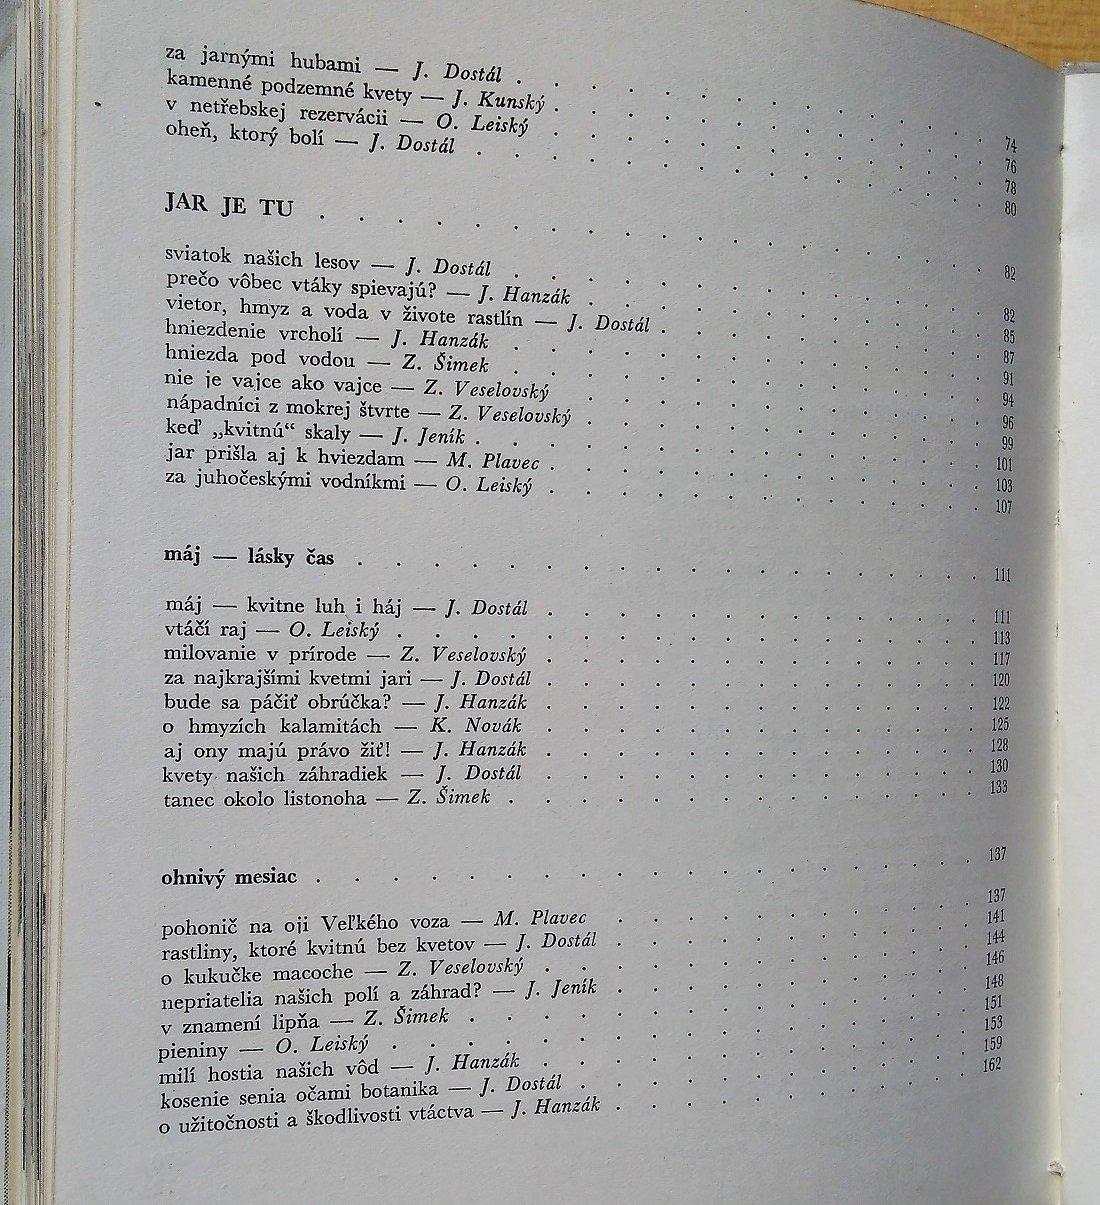 za jarnými hubami — J. Dostál . . . . . . . . . . . . . 74
kamenné podzemné kvety — J. Kunský . . . . . . . . . . . . 76
v netřebskej rezervácii — O. Leiský . . . . . . . . . . . . 78
oheň, ktorý bolí — J. Dostál . . . . . . . . . . . . . . 80
JAR JE TU . . . . . . . . . . . . . . . . . . 82
sviatok našich lesov — J. Dostál . . . . . . . . . . . . . 82
prečo vôbec vtáky spievajú? — J. Hanzák . . . . . . . . . . . 85
vietor, hmyz a voda v živote rastlín — J. Dostál . . . . . . . . . 87
hniezdenie vrcholí — J. Hanzák . . . . . . . . . . . . . 91
hniezda pod vodou — Z. Šimek . . . . . . . . . . . . . 94
nie je vajce ako vajce — Z. Veselovský . . . . . . . . . . . 96
nápadníci z mokrej štvrte — Z. Veselovský . . . . . . . . . . . 99
keď „kvitnú“ skaly — J. Jeník . . . . . . . . . . . . . . 101
jar prišla aj k hviezdam — M. Plavec . . . . . . . . . . . . 103
za juhočeskými vodníkmi — O. Leiský . . . . . . . . . . . . 107
máj — lásky čas . . . . . . . . . . . . . . . . . 111
máj — kvitne luh i háj — J. Dostál . . . . . . . . . . . . 111
vtáčí raj — O. Leiský . . . . . . . . . . . . . . . . 113
milovanie v prírode — Z. Veselovský . . . . . . . . . . . . 117
za najkrajšími kvetmi jari — J. Dostál . . . . . . . . . . . . 120
bude sa páčiť obrúčka? — J. Hanzák . . . . . . . . . . . . 122
o hmyzích kalamitách — K. Novák . . . . . . . . . . . . 125
aj ony majú právo žiť! — J. Hanzák . . . . . . . . . . . . 128
kvety našich záhradiek — J. Dostál . . . . . . . . . . . . 130
tanec okolo listonoha — Z. Šimek . . . . . . . . . . . . . 133
ohnivý mesiac . . . . . . . . . . . . . . . . . . 137
pohonič na oji Veľkého voza — M. Plavec . . . . . . . . . . 137
rastliny, ktoré kvitnú bez kvetov — J. Dostál . . . . . . . . . . 141
o kukučke macoche — Z. Veselovský . . . . . . . . . . . . 144
nepriatelia našich polí a záhrad? — J. Jeník . . . . . . . . . . 146
v znamení lipňa — Z. Šimek . . . . . . . . . . . . . . 148
pieniny — O. Leiský . . . . . . . . . . . . . . . . 151
milí hostia našich vôd — J. Hanzák . . . . . . . . . . . . 153
kosenie senia očami botanika — J. Dostál . . . . . . . . . . . 159
o užitočnosti a škodlivosti vtáctva — J. Hanzák . . . . . . . . . . 162